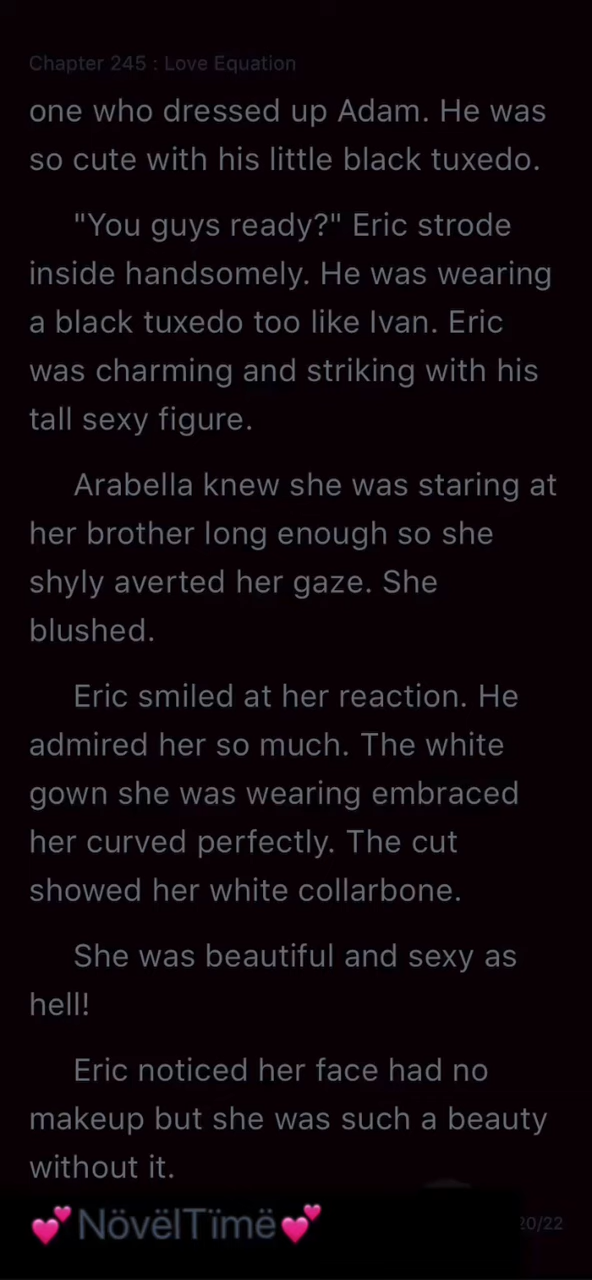 Chapter 245 : Love Equation
one who dressed up Adam. He was
so cute with his little black tuxedo.
"You guys ready?" Eric strode
inside handsomely. He was wearing
a black tuxedo too like Ivan. Eric
was charming and striking with his
tall sexy figure.
Arabella knew she was staring at
her brother long enough so she
shyly averted her gaze. She
blushed.
Eric smiled at her reaction. He
admired her so much. The white
gown she was wearing embraced
her curved perfectly. The cut
showed her white collarbone.
She was beautiful and sexy as
hell!
Eric noticed her face had no
makeup but she was such a beauty
without it.
💕NövëlTïmë💕
20/22